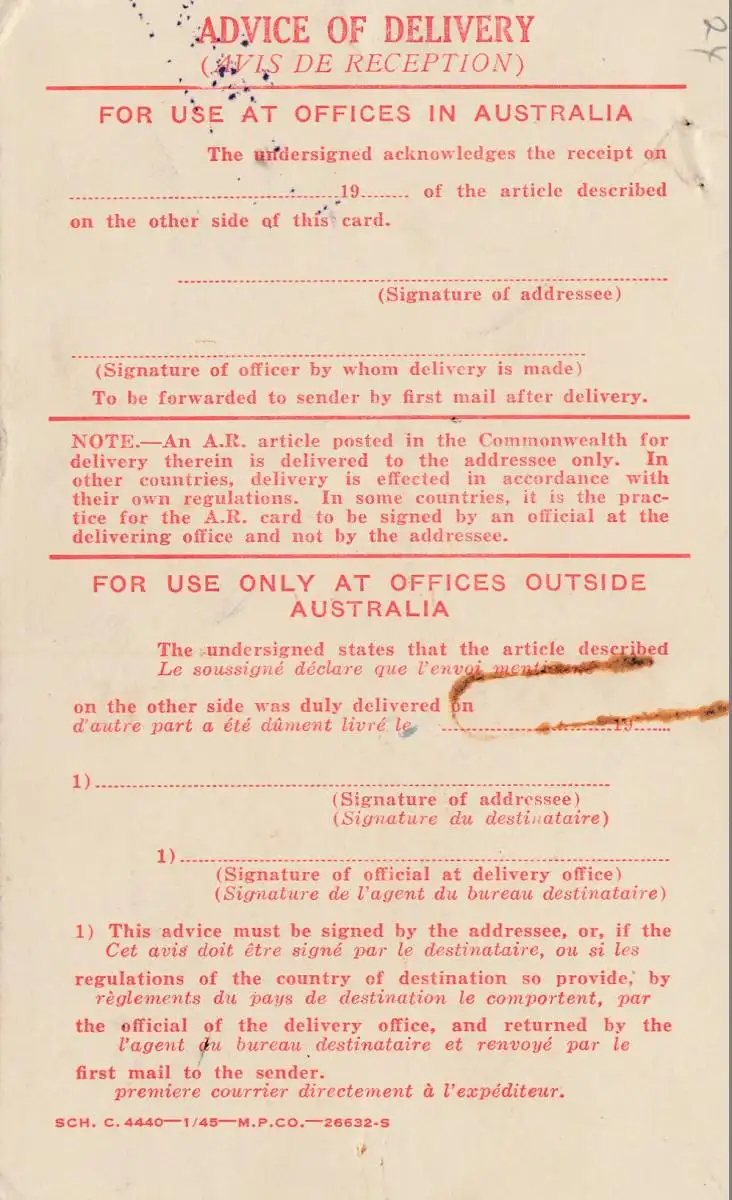 ADVICE OF DELIVERY
(AVIS DE RECEPTION)
24
FOR USE AT OFFICES IN AUSTRALIA
The undersigned acknowledges the receipt on
........................................19........ of the article described
on the other side of this card.
(Signature of addressee)
(Signature of officer by whom delivery is made)
To be forwarded to sender by first mail after delivery.
NOTE.—An A.R. article posted in the Commonwealth for
delivery therein is delivered to the addressee only. In
other countries, delivery is effected in accordance with
their own regulations. In some countries, it is the prac-
tice for the A.R. card to be signed by an official at the
delivering office and not by the addressee.
FOR USE ONLY AT OFFICES OUTSIDE
AUSTRALIA
The undersigned states that the article described
Le soussigné déclare que l'envoi mentionné
on the other side was duly delivered on
d'autre part a été dûment livré le ........................19......
1)
(Signature of addressee)
(Signature du destinataire)
1)
(Signature of official at delivery office)
(Signature de l'agent du bureau destinataire)
1) This advice must be signed by the addressee, or, if the
Cet avis doit être signé par le destinataire, ou si les
regulations of the country of destination so provide, by
règlements du pays de destination le comportent, par
the official of the delivery office, and returned by the
l'agent du bureau destinataire et renvoyé par le
first mail to the sender.
premiere courrier directement à l'expéditeur.
SCH. C. 4440—1/45—M.P.CO.—26632-S